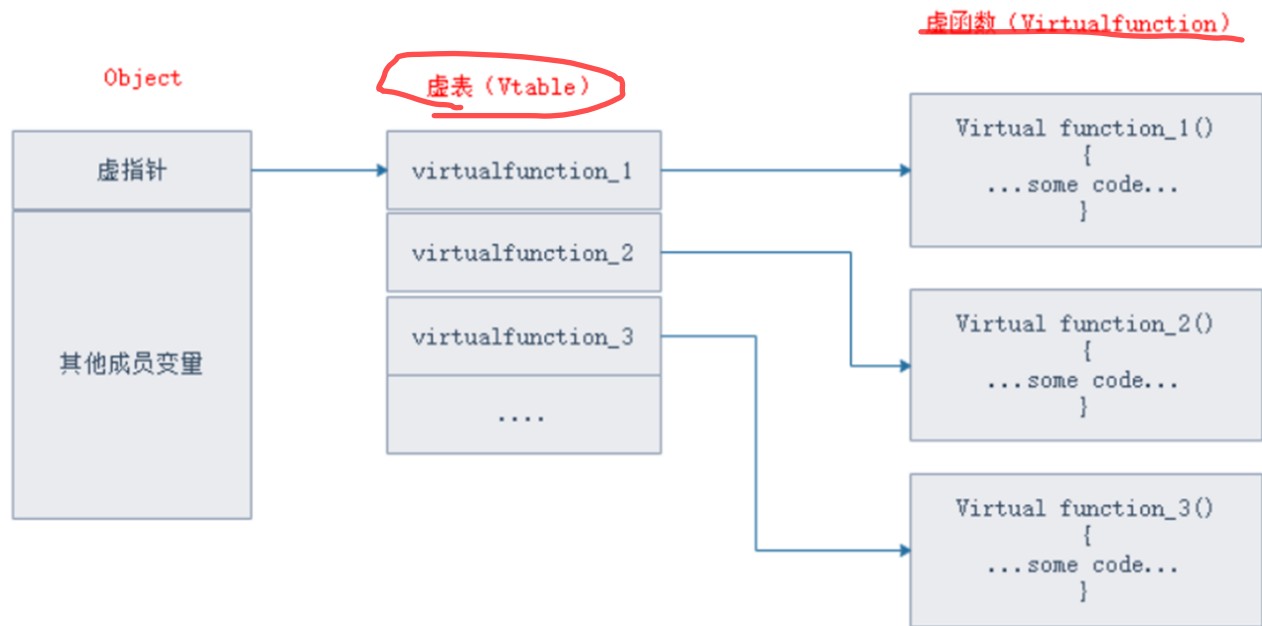 虚函数（Virtualfunction）
Object
虚表（Vtable）
虚指针
其他成员变量
virtualfunction_1
virtualfunction_2
virtualfunction_3
....
Virtual function_1()
{
...some code...
}
Virtual function_2()
{
...some code...
}
Virtual function_3()
{
...some code...
}